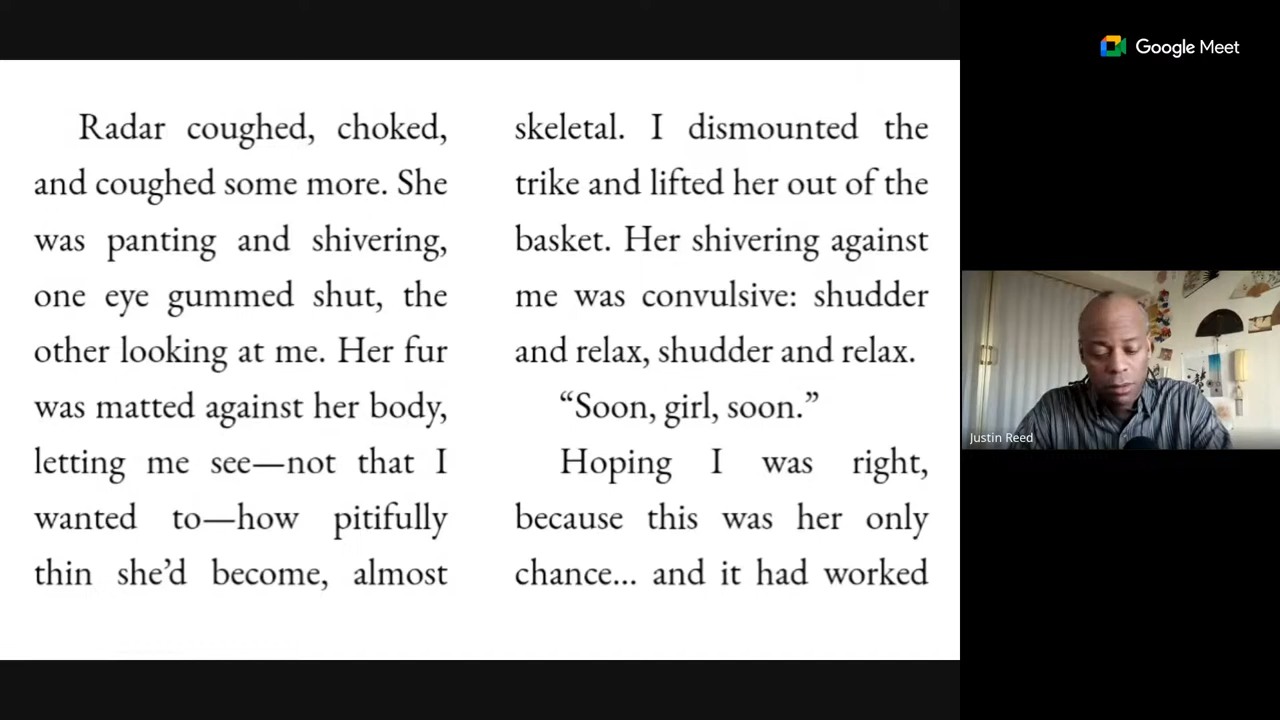 Radar coughed, choked,
and coughed some more. She
was panting and shivering,
one eye gummed shut, the
other looking at me. Her fur
was matted against her body,
letting me see—not that I
wanted to—how pitifully
thin she’d become, almost
skeletal. I dismounted the
trike and lifted her out of the
basket. Her shivering against
me was convulsive: shudder
and relax, shudder and relax.
“Soon, girl, soon.”
Hoping I was right,
because this was her only
chance... and it had worked
Google Meet
Justin Reed